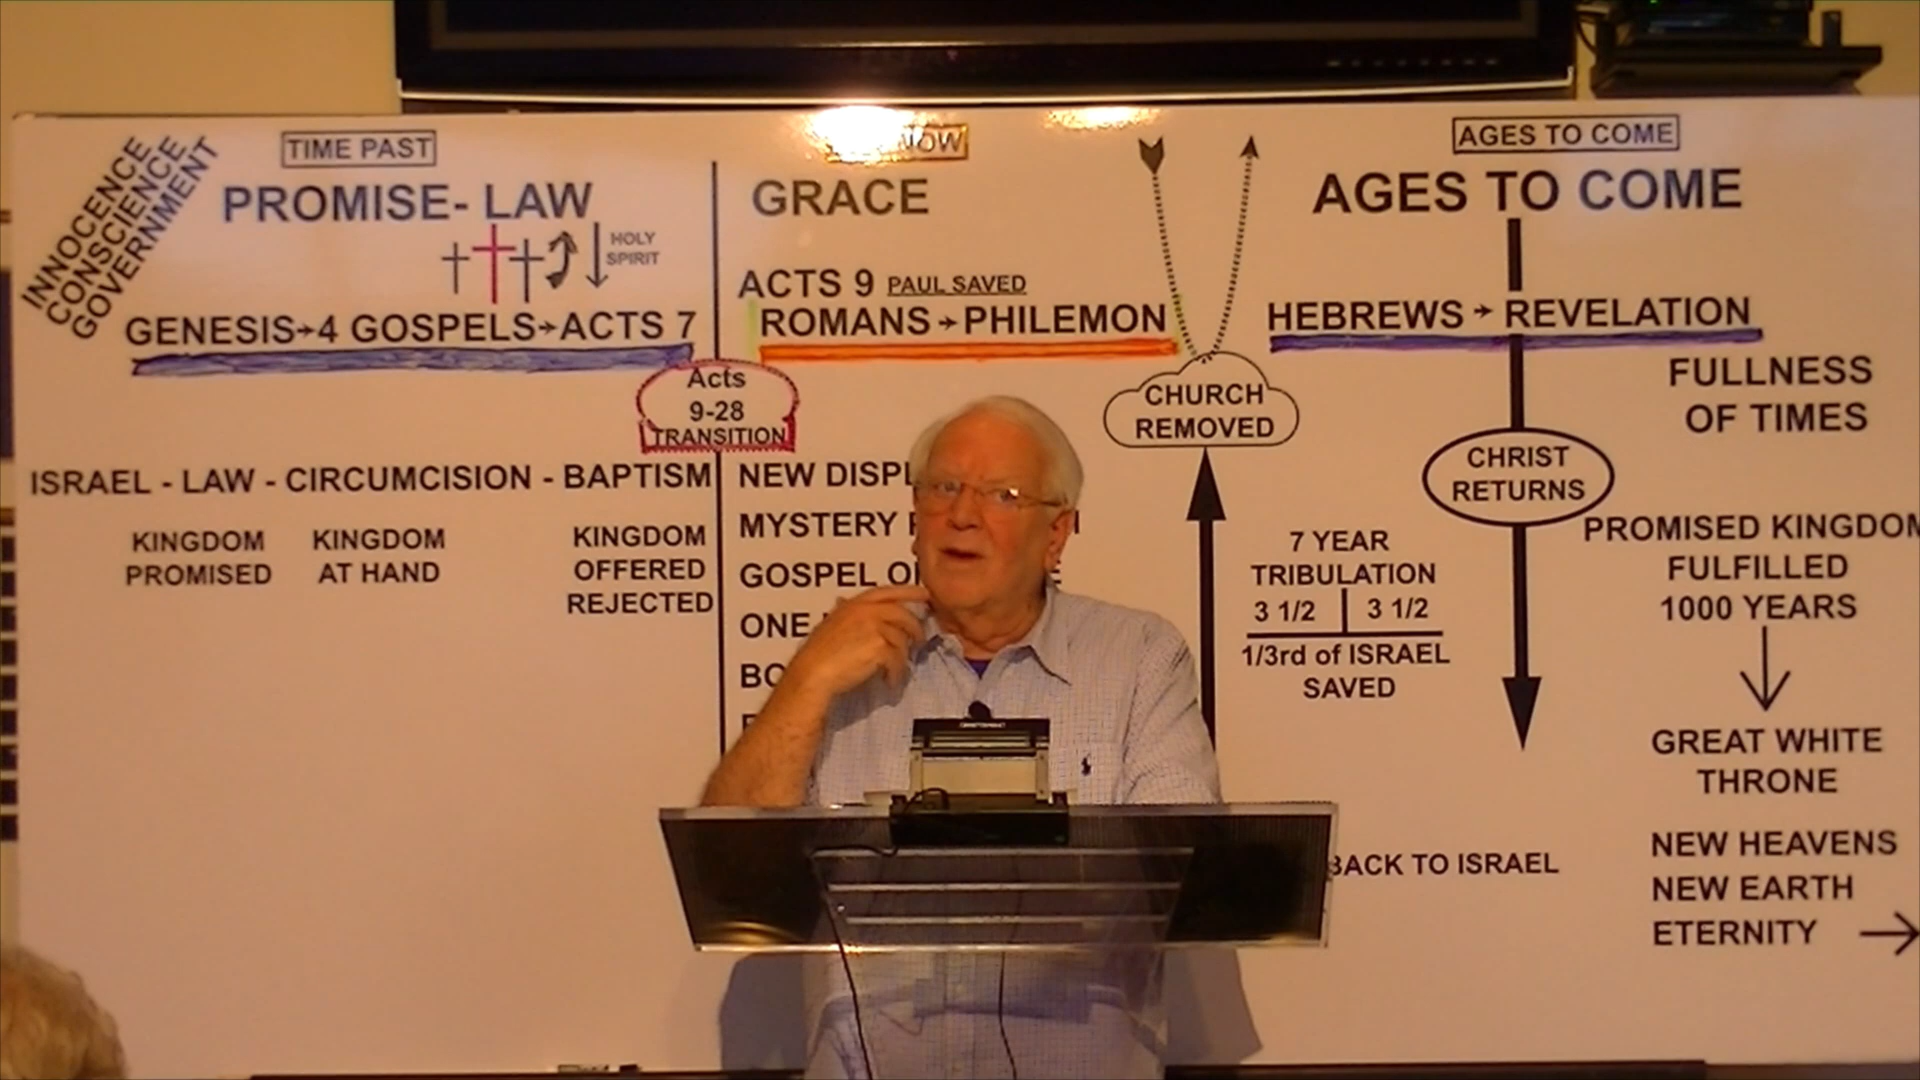 INNOCENCE
CONSCIENCE
GOVERNMENT
TIME PAST
PROMISE- LAW
HOLY
SPIRIT
GENESIS→4 GOSPELS→ACTS 7
ISRAEL - LAW - CIRCUMCISION - BAPTISM
KINGDOM
PROMISED
KINGDOM
AT HAND
KINGDOM
OFFERED
REJECTED
Acts
9-28
TRANSITION
NOW
GRACE
ACTS 9 PAUL SAVED
ROMANS→PHILEMON
NEW
MYSTERY
GOSPEL
ONE
CHURCH
REMOVED
AGES TO COME
AGES TO COME
HEBREWS→REVELATION
FULLNESS
OF TIMES
CHRIST
RETURNS
7 YEAR
TRIBULATION
3 1/2 3 1/2
1/3rd of ISRAEL
SAVED
PROMISED KINGDOM
FULFILLED
1000 YEARS
GREAT WHITE
THRONE
BACK TO ISRAEL
NEW HEAVENS
NEW EARTH
ETERNITY →